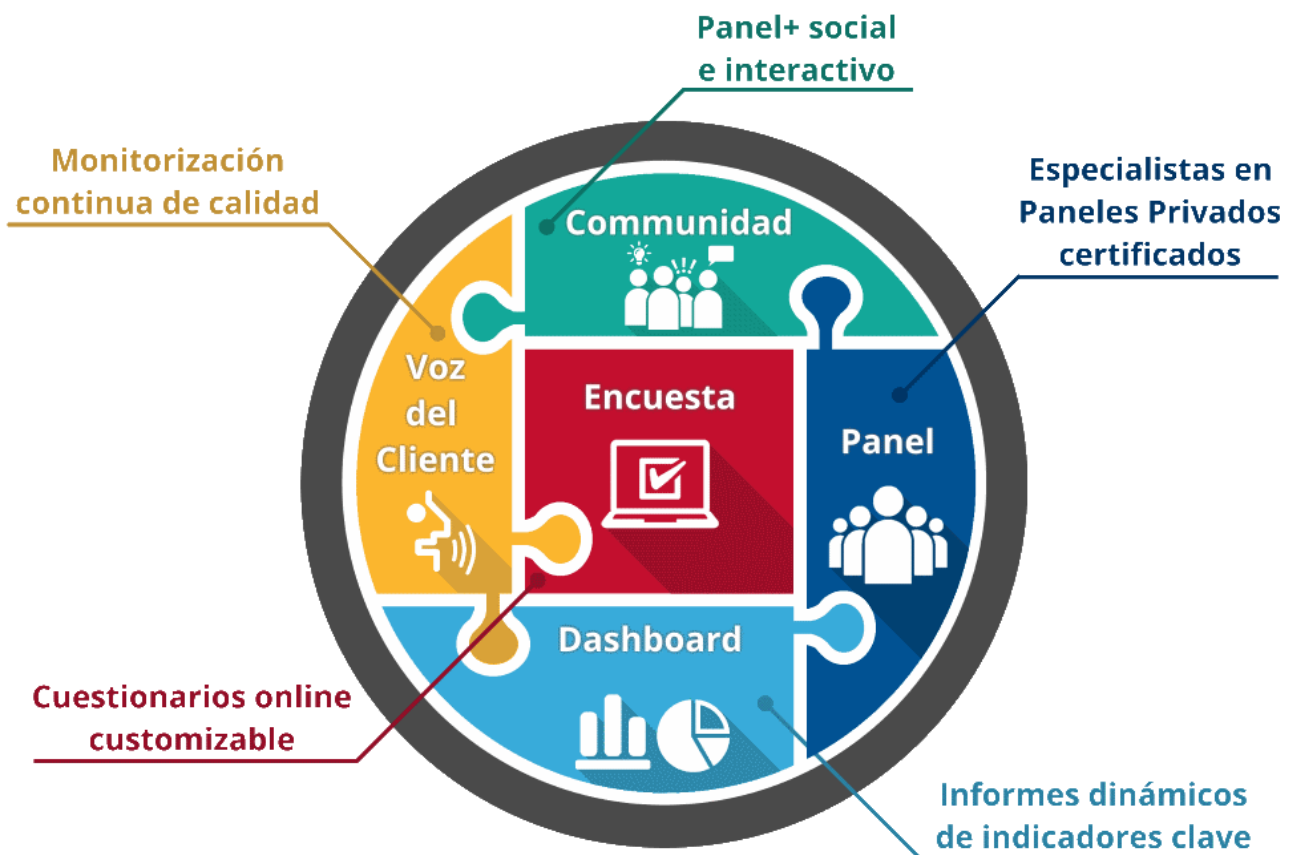 Panel+ social
e interactivo
Monitorización
continua de calidad
Especialistas en
Paneles Privados
certificados
Communidad
Voz
del
Cliente
Encuesta
Panel
Dashboard
Cuestionarios online
customizable
Informes dinámicos
de indicadores clave